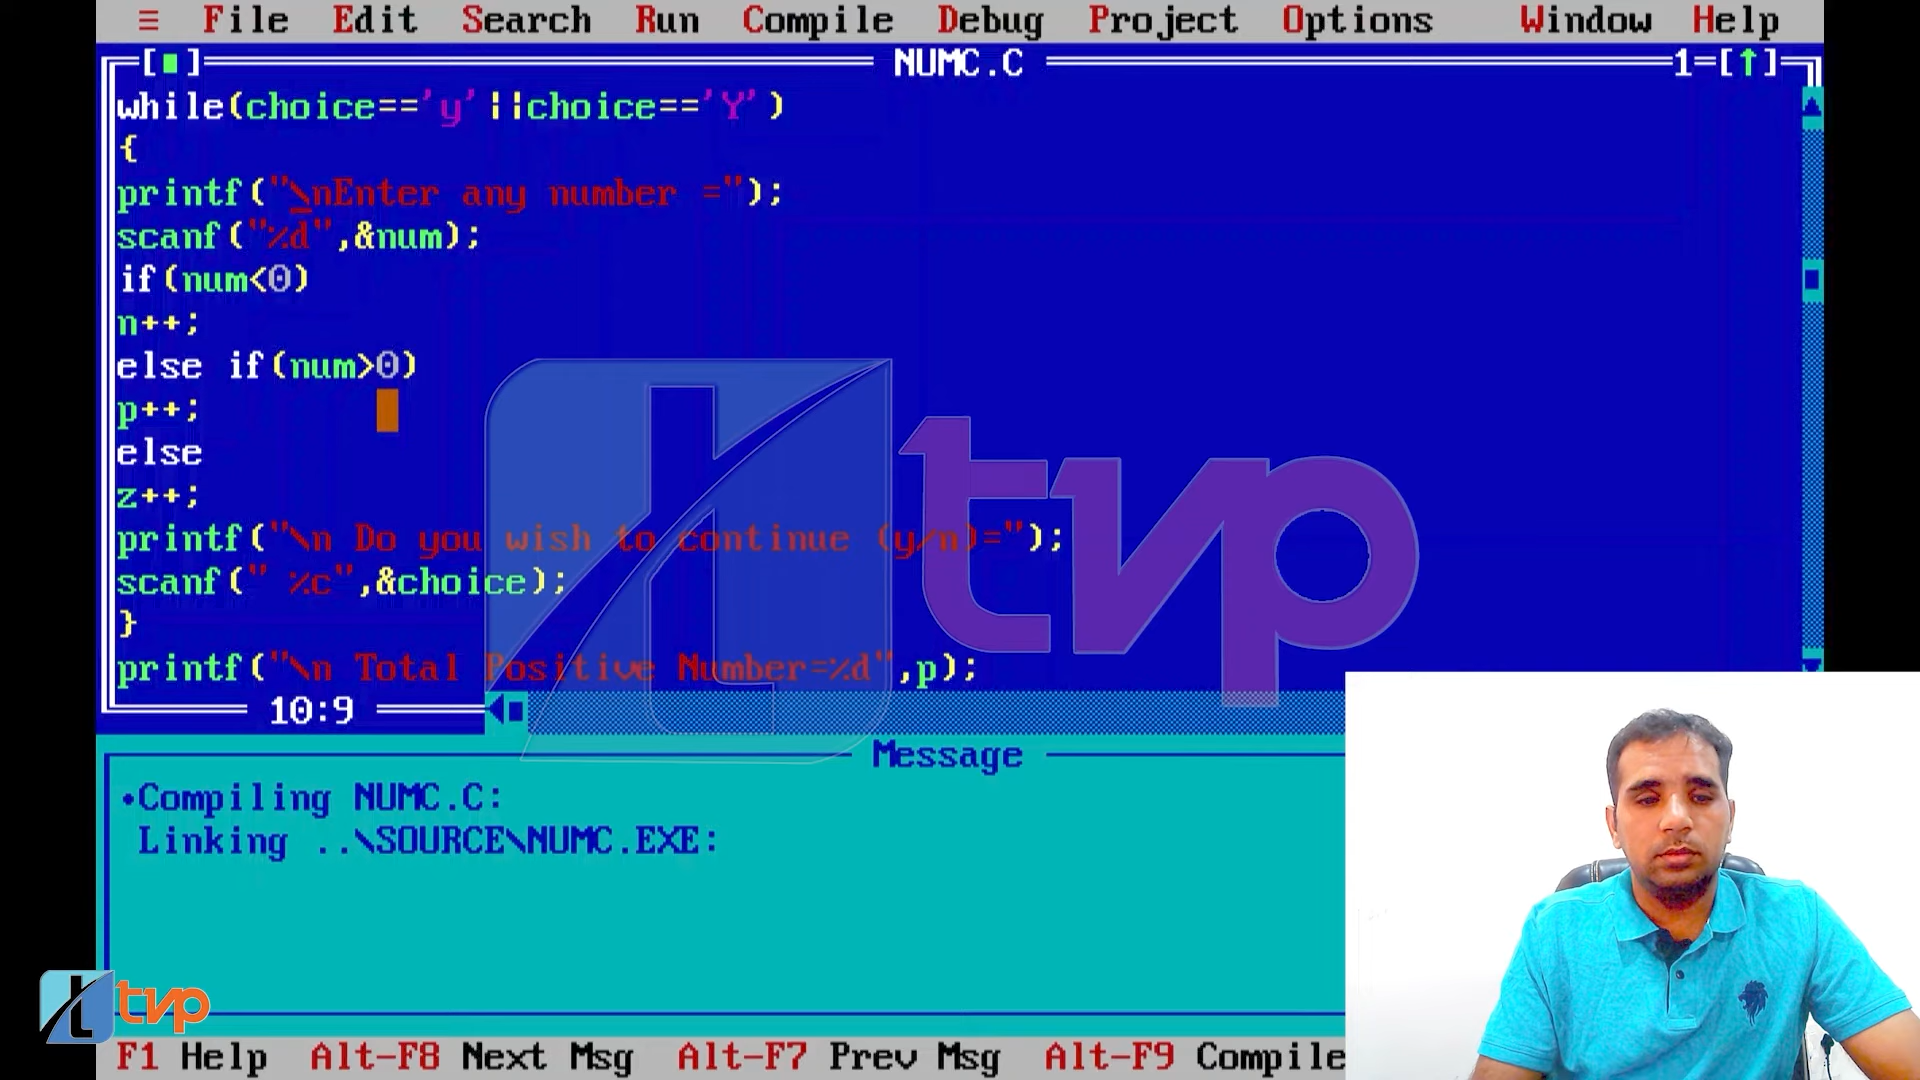 ≡ File Edit Search Run Compile Debug Project Options Window Help
[■] NUMC.C 1=[↑]
while(choice=='y'||choice=='Y')
{
printf("\nEnter any number =");
scanf("%d",&num);
if(num<0)
n++;
else if(num>0)
p++;
else
z++;
printf("\n Do you wish to continue (y/n)=");
scanf(" %c",&choice);
}
printf("\n Total Positive Number=%d",p);
10:9
tvp
Message
•Compiling NUMC.C:
Linking ..\SOURCE\NUMC.EXE:
tvp
F1 Help Alt-F8 Next Msg Alt-F7 Prev Msg Alt-F9 Compile